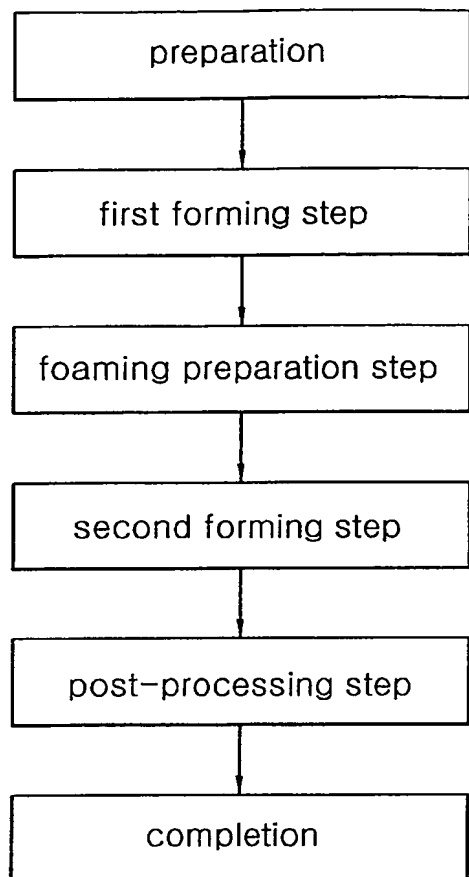 preparation
first forming step
foaming preparation step
second forming step
post-processing step
completion